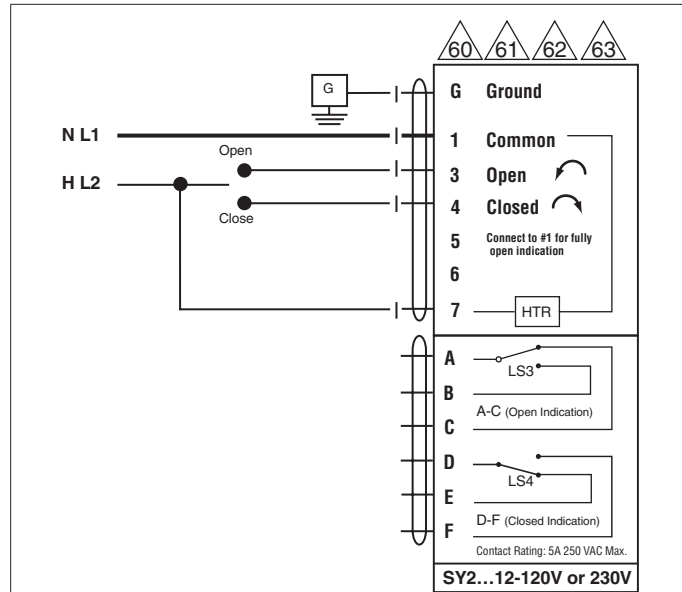 60 61 62 63
G
G Ground
N L1
1 Common
Open
3 Open
H L2
4 Closed
Close
5 Connect to #1 for fully
open indication
6
7 HTR
A
LS3
B
A-C (Open Indication)
C
D
LS4
E
D-F (Closed Indication)
F
Contact Rating: 5A 250 VAC Max.
SY2...12-120V or 230V